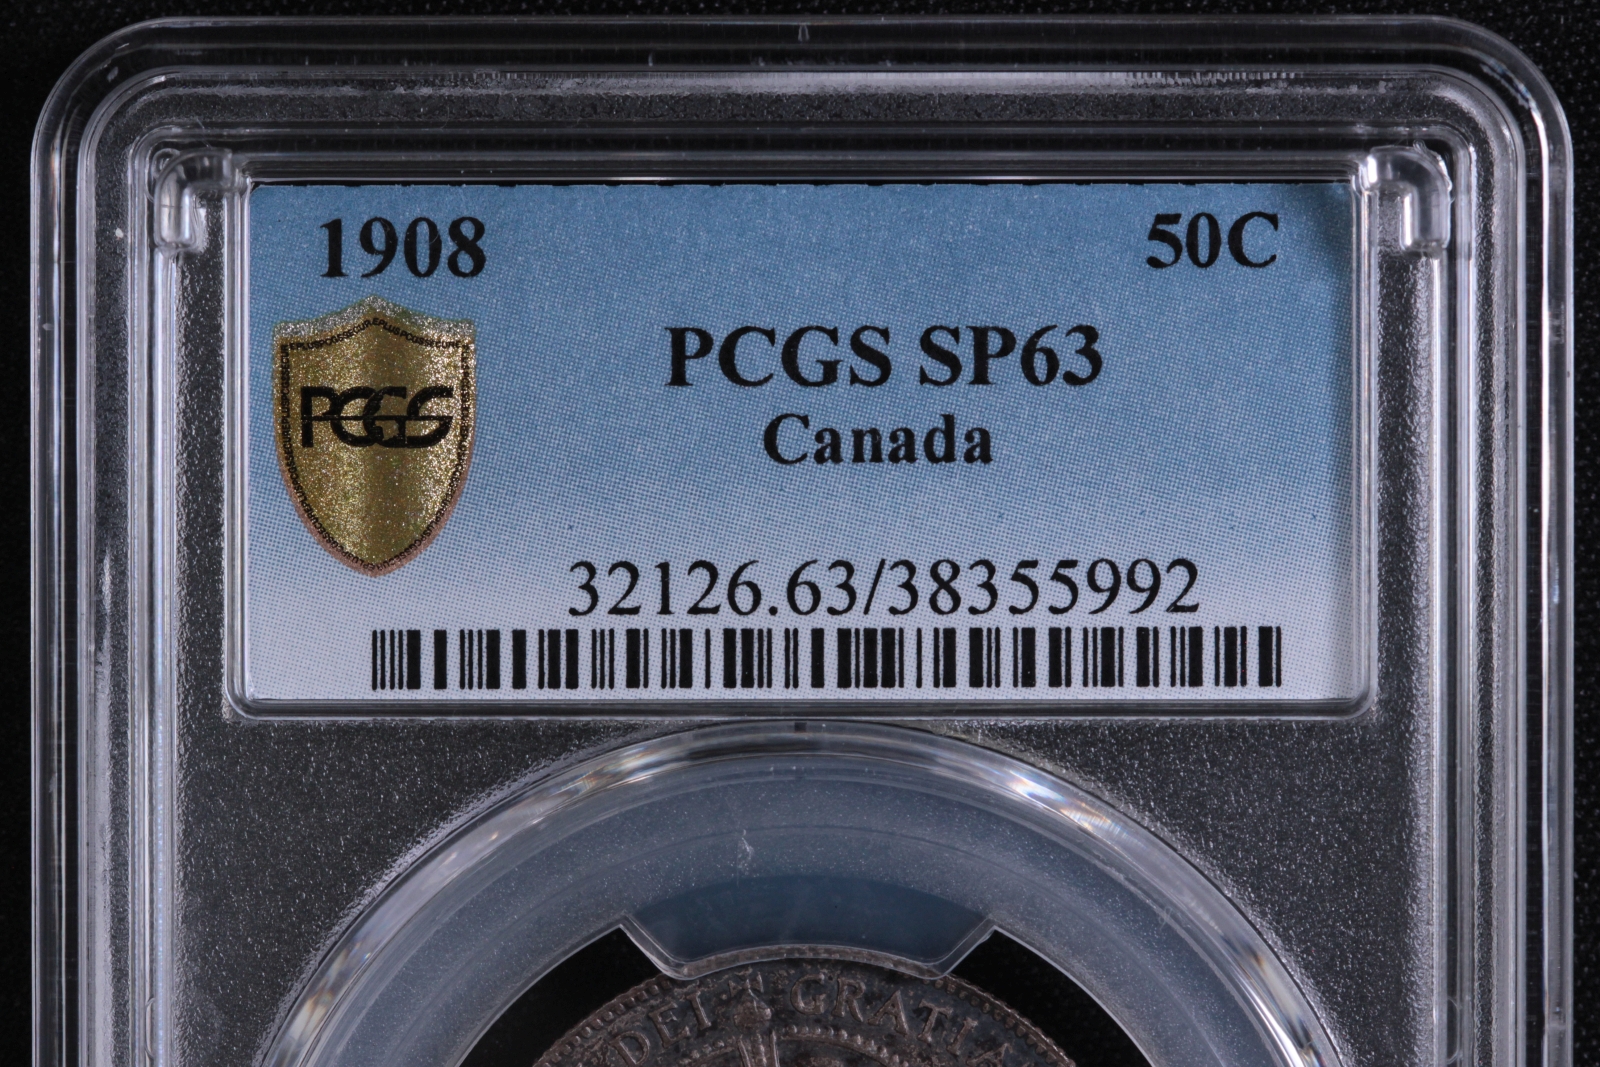 1908 50C
PCGS SP63
PCGS
Canada
32126.63/38355992
DEI GRATIA